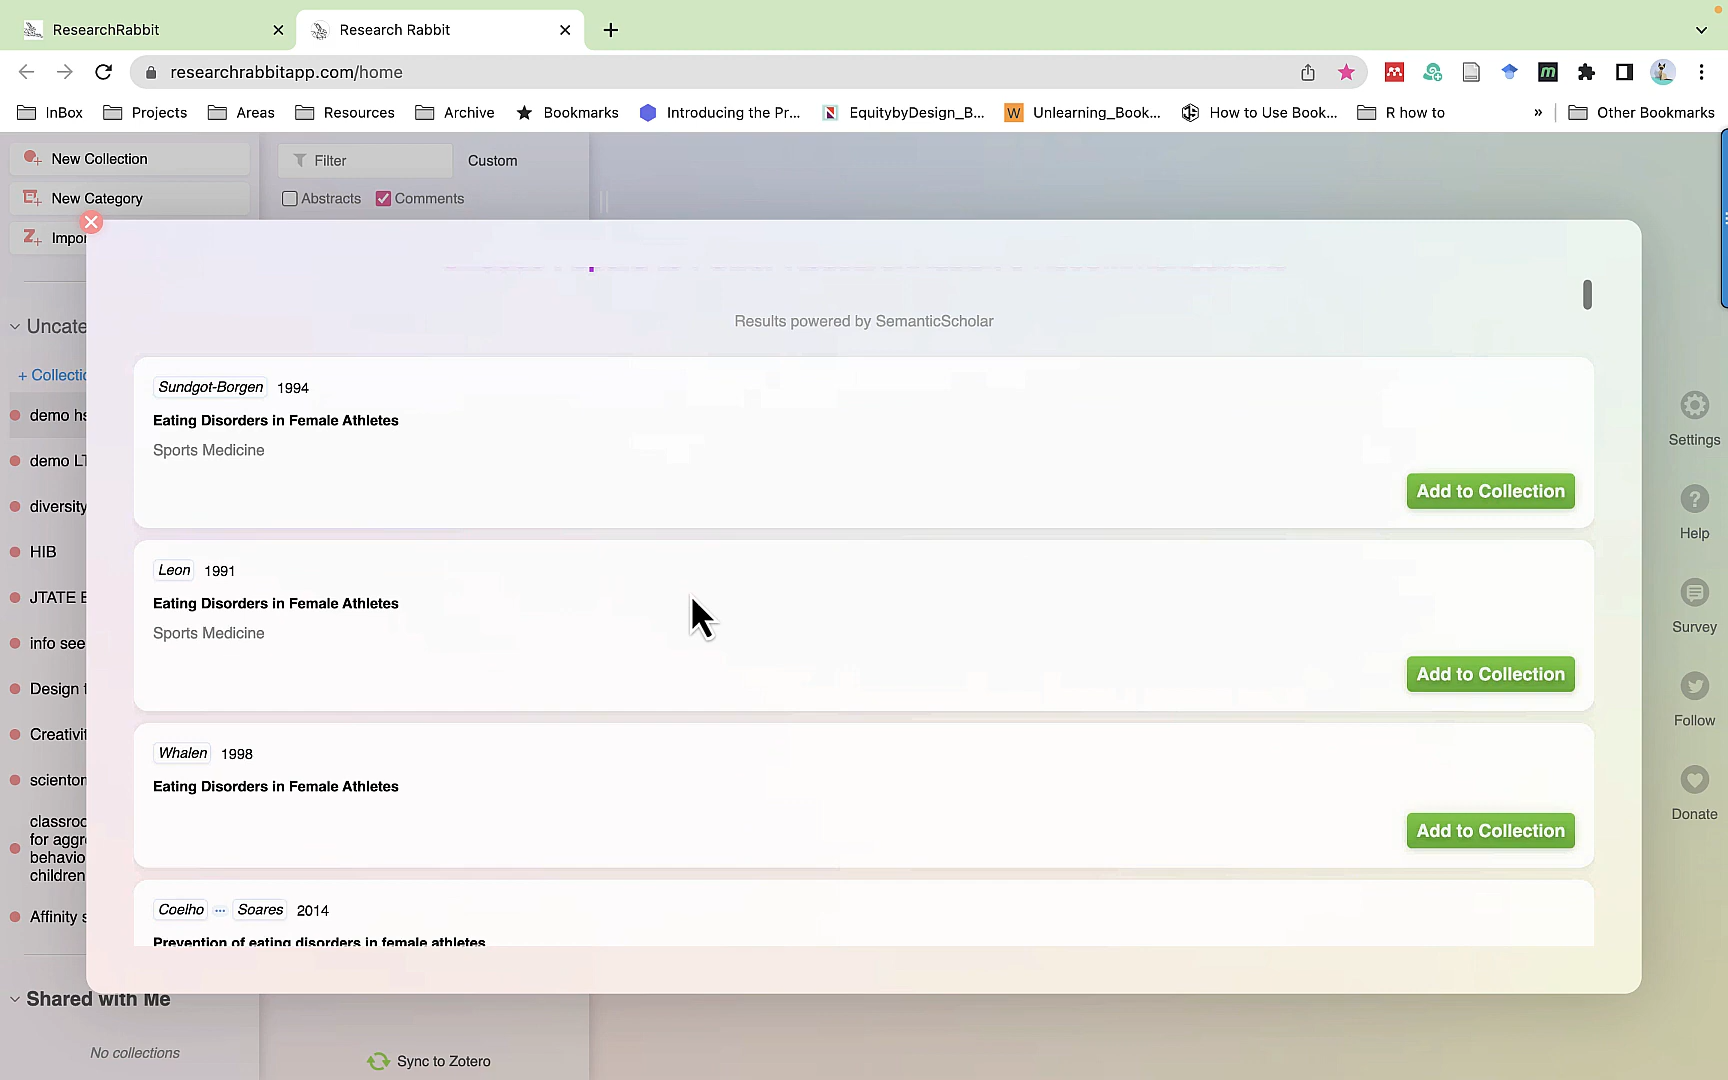 ResearchRabbit
Research Rabbit
researchrabbitapp.com/home
InBox
Projects
Areas
Resources
Archive
Bookmarks
Introducing the Pr...
EquitybyDesign_B...
Unlearning_Book...
How to Use Book...
R how to
»
Other Bookmarks
New Collection
New Category
Impor
Filter
Custom
Abstracts
Comments
Uncate
+ Collectic
demo hs
demo LT
diversity
HIB
JTATE E
info see
Design t
Creativit
scienton
classroo
for aggr
behavio
children
Affinity s
Shared with Me
No collections
Sync to Zotero
Results powered by SemanticScholar
Sundgot-Borgen 1994
Eating Disorders in Female Athletes
Sports Medicine
Add to Collection
Leon 1991
Eating Disorders in Female Athletes
Sports Medicine
Add to Collection
Whalen 1998
Eating Disorders in Female Athletes
Add to Collection
Coelho ... Soares 2014
Prevention of eating disorders in female athletes
Settings
Help
Survey
Follow
Donate